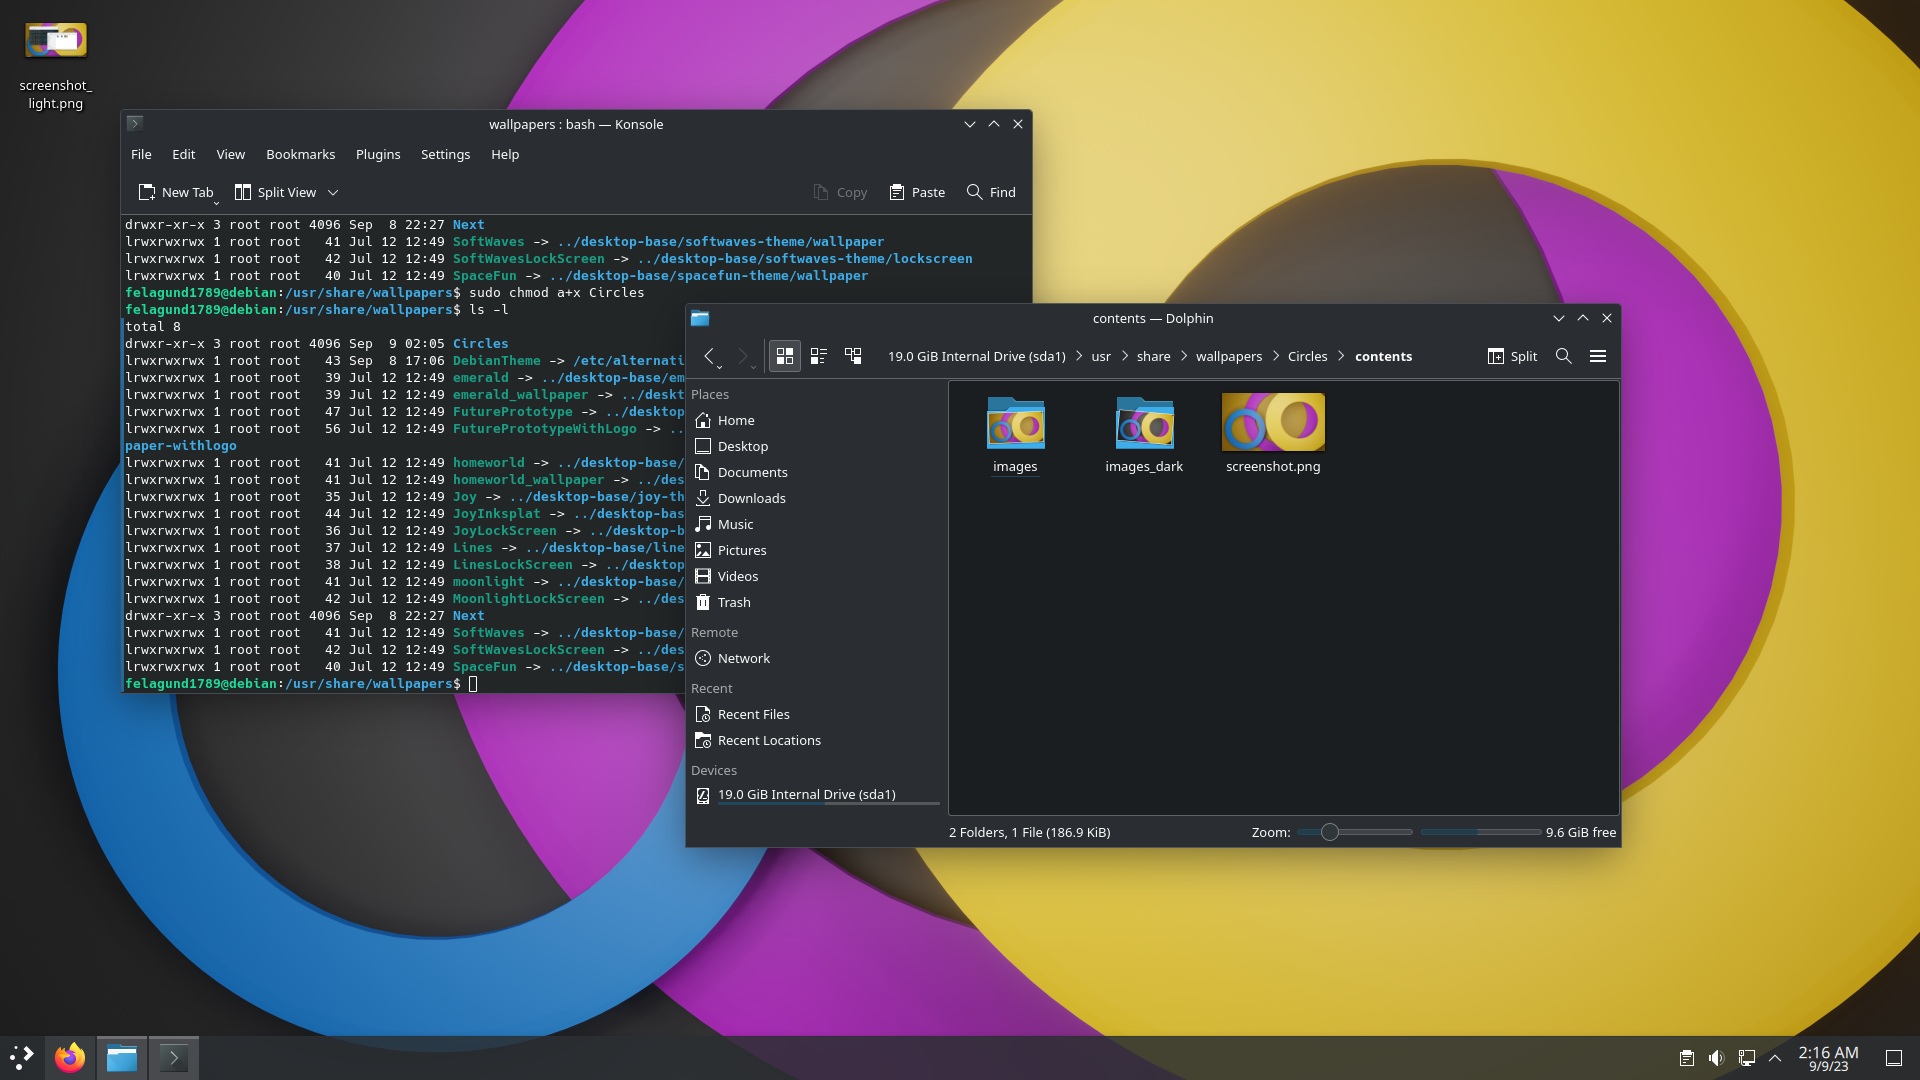 screenshot_
light.png
wallpapers : bash — Konsole
File Edit View Bookmarks Plugins Settings Help
New Tab Split View Copy Paste Find
drwxr-xr-x 3 root root 4096 Sep  8 22:27 Next
lrwxrwxrwx 1 root root   41 Jul 12 12:49 SoftWaves -> ../desktop-base/softwaves-theme/wallpaper
lrwxrwxrwx 1 root root   42 Jul 12 12:49 SoftWavesLockScreen -> ../desktop-base/softwaves-theme/lockscreen
lrwxrwxrwx 1 root root   40 Jul 12 12:49 SpaceFun -> ../desktop-base/spacefun-theme/wallpaper
felagund1789@debian:/usr/share/wallpapers$ sudo chmod a+x Circles
felagund1789@debian:/usr/share/wallpapers$ ls -l
total 8
drwxr-xr-x 3 root root 4096 Sep  9 02:05 Circles
lrwxrwxrwx 1 root root   43 Sep  8 17:06 DebianTheme -> /etc/alternati
lrwxrwxrwx 1 root root   39 Jul 12 12:49 emerald -> ../desktop-base/em
lrwxrwxrwx 1 root root   39 Jul 12 12:49 emerald_wallpaper -> ../deskt
lrwxrwxrwx 1 root root   47 Jul 12 12:49 FuturePrototype -> ../desktop
lrwxrwxrwx 1 root root   56 Jul 12 12:49 FuturePrototypeWithLogo -> ..
paper-withlogo
lrwxrwxrwx 1 root root   41 Jul 12 12:49 homeworld -> ../desktop-base/
lrwxrwxrwx 1 root root   41 Jul 12 12:49 homeworld_wallpaper -> ../des
lrwxrwxrwx 1 root root   35 Jul 12 12:49 Joy -> ../desktop-base/joy-th
lrwxrwxrwx 1 root root   44 Jul 12 12:49 JoyInksplat -> ../desktop-bas
lrwxrwxrwx 1 root root   36 Jul 12 12:49 JoyLockScreen -> ../desktop-b
lrwxrwxrwx 1 root root   37 Jul 12 12:49 Lines -> ../desktop-base/line
lrwxrwxrwx 1 root root   38 Jul 12 12:49 LinesLockScreen -> ../desktop
lrwxrwxrwx 1 root root   41 Jul 12 12:49 moonlight -> ../desktop-base/
lrwxrwxrwx 1 root root   42 Jul 12 12:49 MoonlightLockScreen -> ../des
drwxr-xr-x 3 root root 4096 Sep  8 22:27 Next
lrwxrwxrwx 1 root root   41 Jul 12 12:49 SoftWaves -> ../desktop-base/
lrwxrwxrwx 1 root root   42 Jul 12 12:49 SoftWavesLockScreen -> ../des
lrwxrwxrwx 1 root root   40 Jul 12 12:49 SpaceFun -> ../desktop-base/s
felagund1789@debian:/usr/share/wallpapers$
contents — Dolphin
19.0 GiB Internal Drive (sda1) > usr > share > wallpapers > Circles > contents Split
Places
Home
Desktop
Documents
Downloads
Music
Pictures
Videos
Trash
Remote
Network
Recent
Recent Files
Recent Locations
Devices
19.0 GiB Internal Drive (sda1)
images images_dark screenshot.png
2 Folders, 1 File (186.9 KiB) Zoom: 9.6 GiB free
2:16 AM
9/9/23